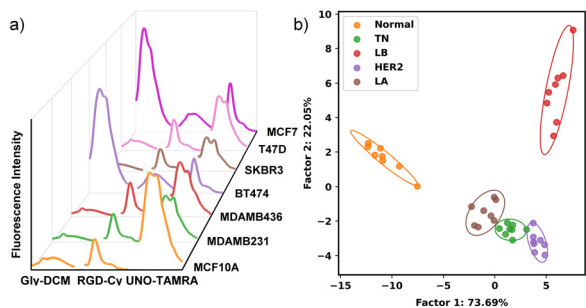 a)
Fluorescence Intensity
MCF7
T47D
SKBR3
BT474
MDAMB436
MDAMB231
MCF10A
Gly-DCM RGD-Cy UNO-TAMRA
b)
Normal
TN
LB
HER2
LA
Factor 2: 22.05%
10
8
6
4
2
0
−2
−4
−6
−15 −10 −5 0 5
Factor 1: 73.69%